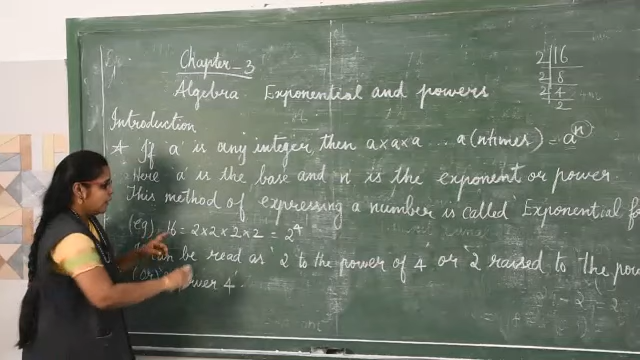 Chapter-3
Algebra Exponential and powers
2 | 16
2 | 8
2 | 4
2
Introduction
If 'a' is any integer, then a×a×a ... a (n times) = aⁿ
Here 'a' is the base and 'n' is the exponent or power.
This method of expressing a number is called Exponential
(eg) 16 = 2×2×2×2 = 2⁴
can be read as '2 to the power of 4' or '2 raised to the
power 4'.